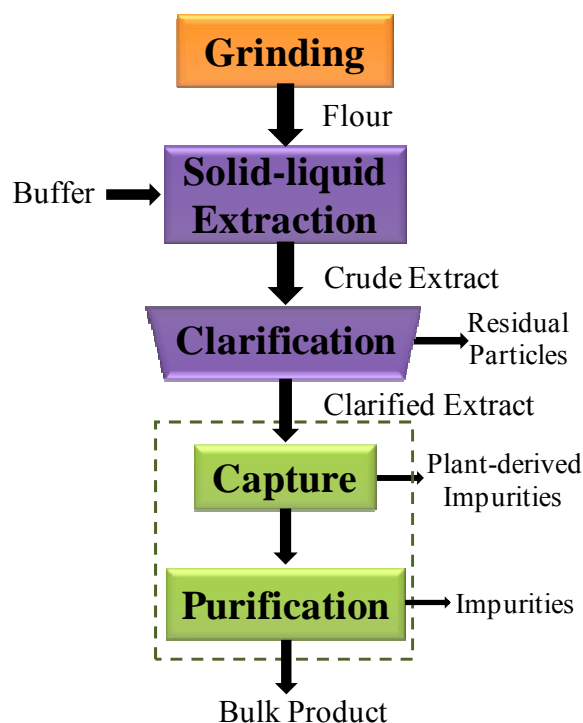 Grinding
Flour
Buffer
Solid-liquid
Extraction
Crude Extract
Clarification
Residual
Particles
Clarified Extract
Capture
Plant-derived
Impurities
Purification
Impurities
Bulk Product